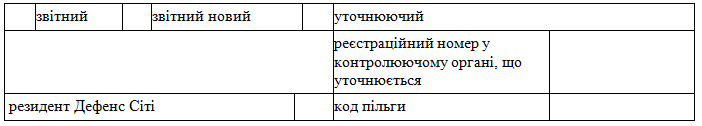 звітний звітний новий уточнюючий
реєстраційний номер у
контролюючому органі, що
уточнюється
резидент Дефенс Сіті код пільги